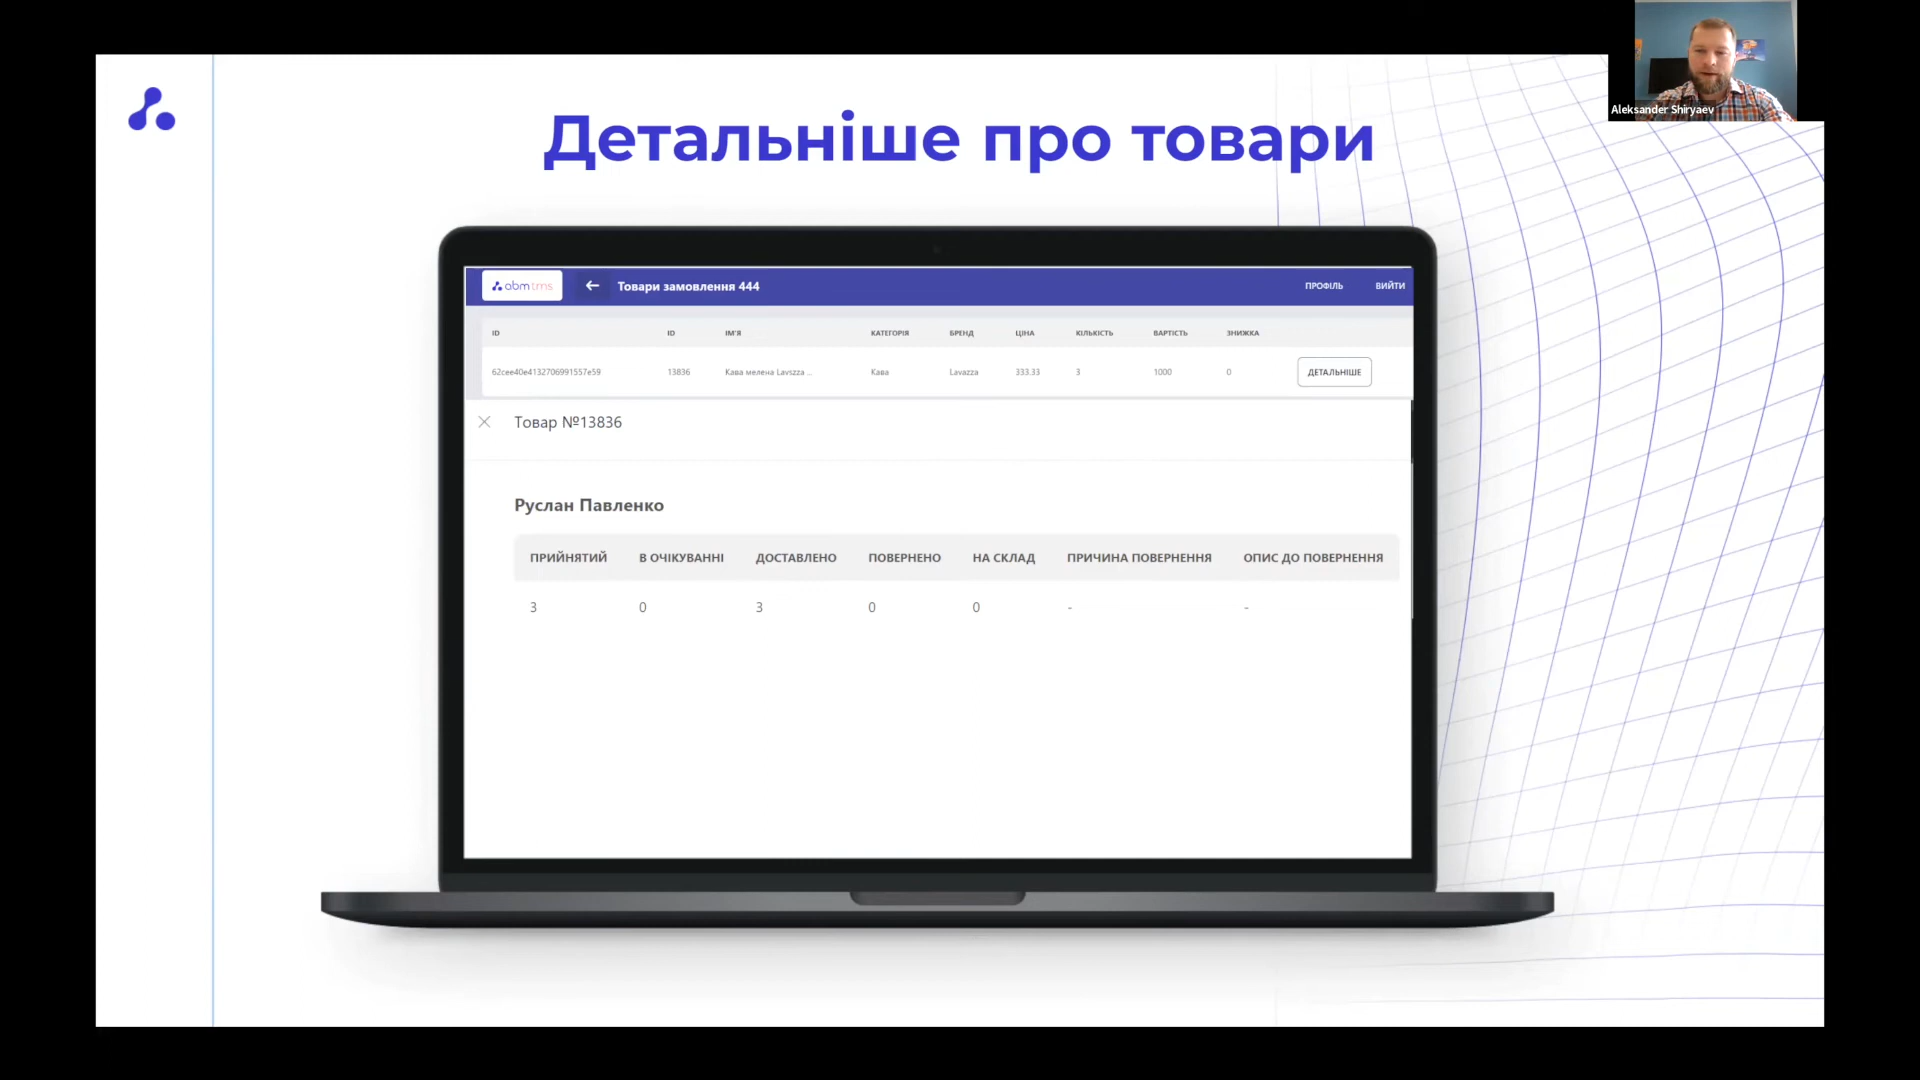 Детальніше про товари
Aleksander Shiryaev
abm tms
Товари замовлення 444
ПРОФІЛЬ
ВИЙТИ
ID ID ІМ'Я КАТЕГОРІЯ БРЕНД ЦІНА КІЛЬКІСТЬ ВАРТІСТЬ ЗНИЖКА
62cee40e4132706991557e59 13836 Кава мелена Lavszza ... Кава Lavazza 333.33 3 1000 0 ДЕТАЛЬНІШЕ
Товар №13836
Руслан Павленко
ПРИЙНЯТИЙ В ОЧІКУВАННІ ДОСТАВЛЕНО ПОВЕРНЕНО НА СКЛАД ПРИЧИНА ПОВЕРНЕННЯ ОПИС ДО ПОВЕРНЕННЯ
3 0 3 0 0 - -